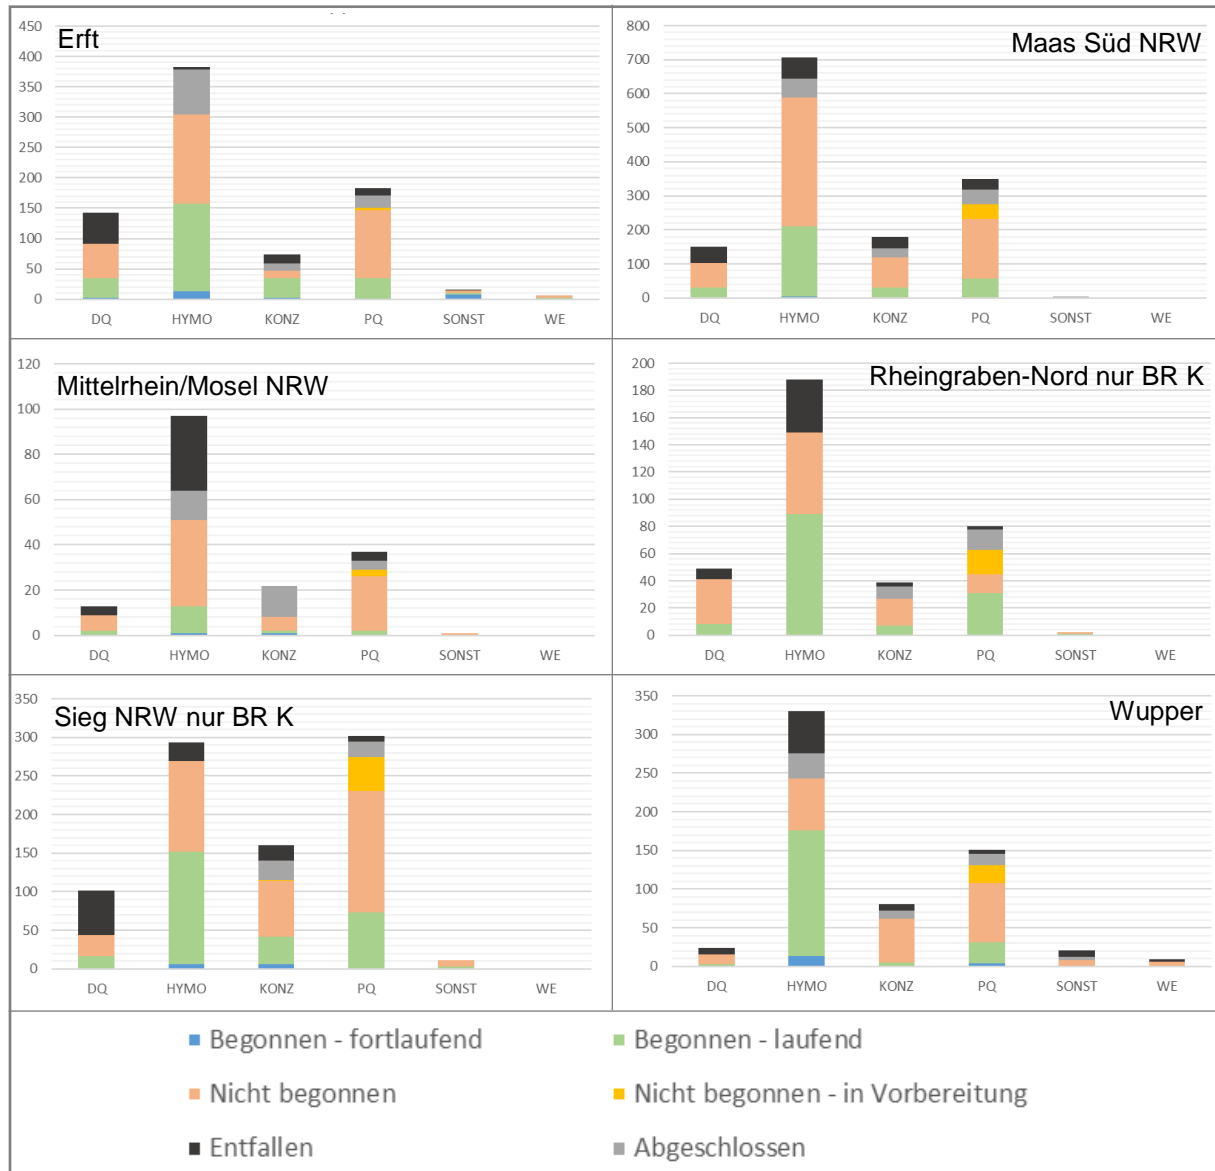 Erft
450
400
350
300
250
200
150
100
50
0
DQ HYMO KONZ PQ SONST WE
Maas Süd NRW
800
700
600
500
400
300
200
100
0
DQ HYMO KONZ PQ SONST WE
Mittelrhein/Mosel NRW
120
100
80
60
40
20
0
DQ HYMO KONZ PQ SONST WE
Rheingraben-Nord nur BR K
200
180
160
140
120
100
80
60
40
20
0
DQ HYMO KONZ PQ SONST WE
Sieg NRW nur BR K
350
300
250
200
150
100
50
0
DQ HYMO KONZ PQ SONST WE
Wupper
350
300
250
200
150
100
50
0
DQ HYMO KONZ PQ SONST WE
Begonnen - fortlaufend
Begonnen - laufend
Nicht begonnen
Nicht begonnen - in Vorbereitung
Entfallen
Abgeschlossen